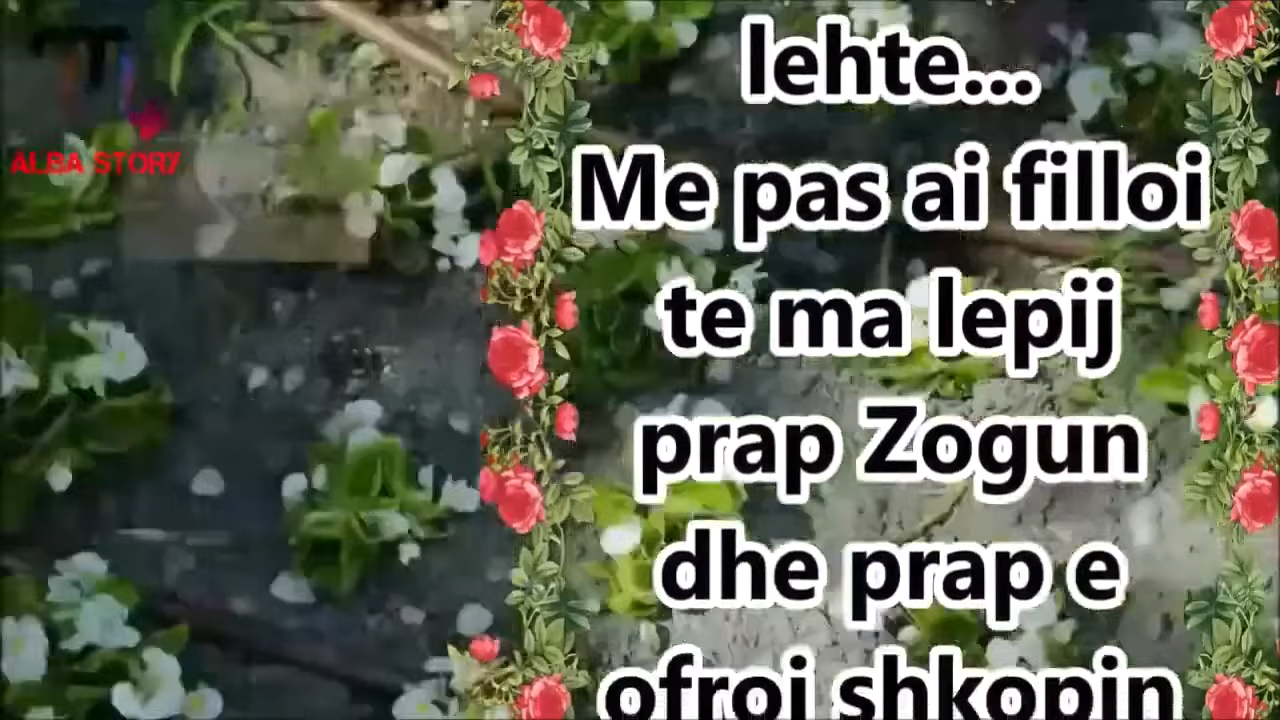 ALBA STORY
lehte...
Me pas ai filloi
te ma lepij
prap Zogun
dhe prap e
ofroi shkopin